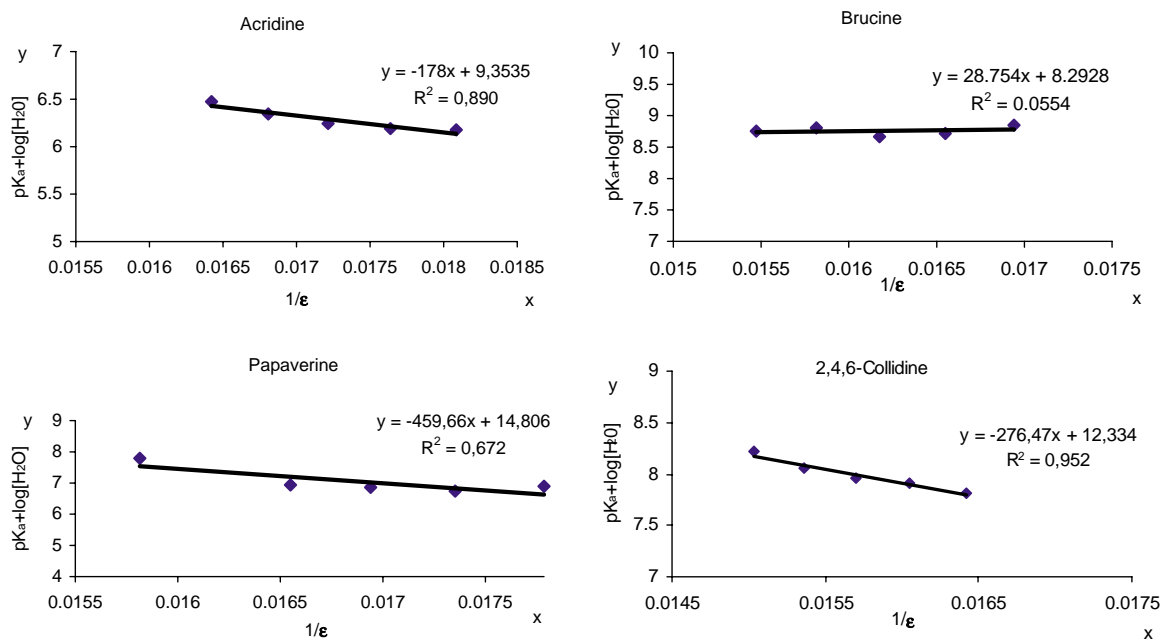 Acridine
y
pKa+log[H20]
7
6.5
6
5.5
5
y = -178x + 9,3535
R2 = 0,890
0.0155 0.016 0.0165 0.017 0.0175 0.018 0.0185
1/ε
x
Brucine
y
pKa+log[H20]
10
9.5
9
8.5
8
7.5
7
y = 28.754x + 8.2928
R2 = 0.0554
0.015 0.0155 0.016 0.0165 0.017 0.0175
1/ε
x
Papaverine
y
pKa+log[H2O]
9
8
7
6
5
4
y = -459,66x + 14,806
R2 = 0,672
0.0155 0.016 0.0165 0.017 0.0175
1/ε
x
2,4,6-Collidine
y
pKa+log[H20]
9
8.5
8
7.5
7
y = -276,47x + 12,334
R2 = 0,952
0.0145 0.0155 0.0165 0.0175
1/ε
x